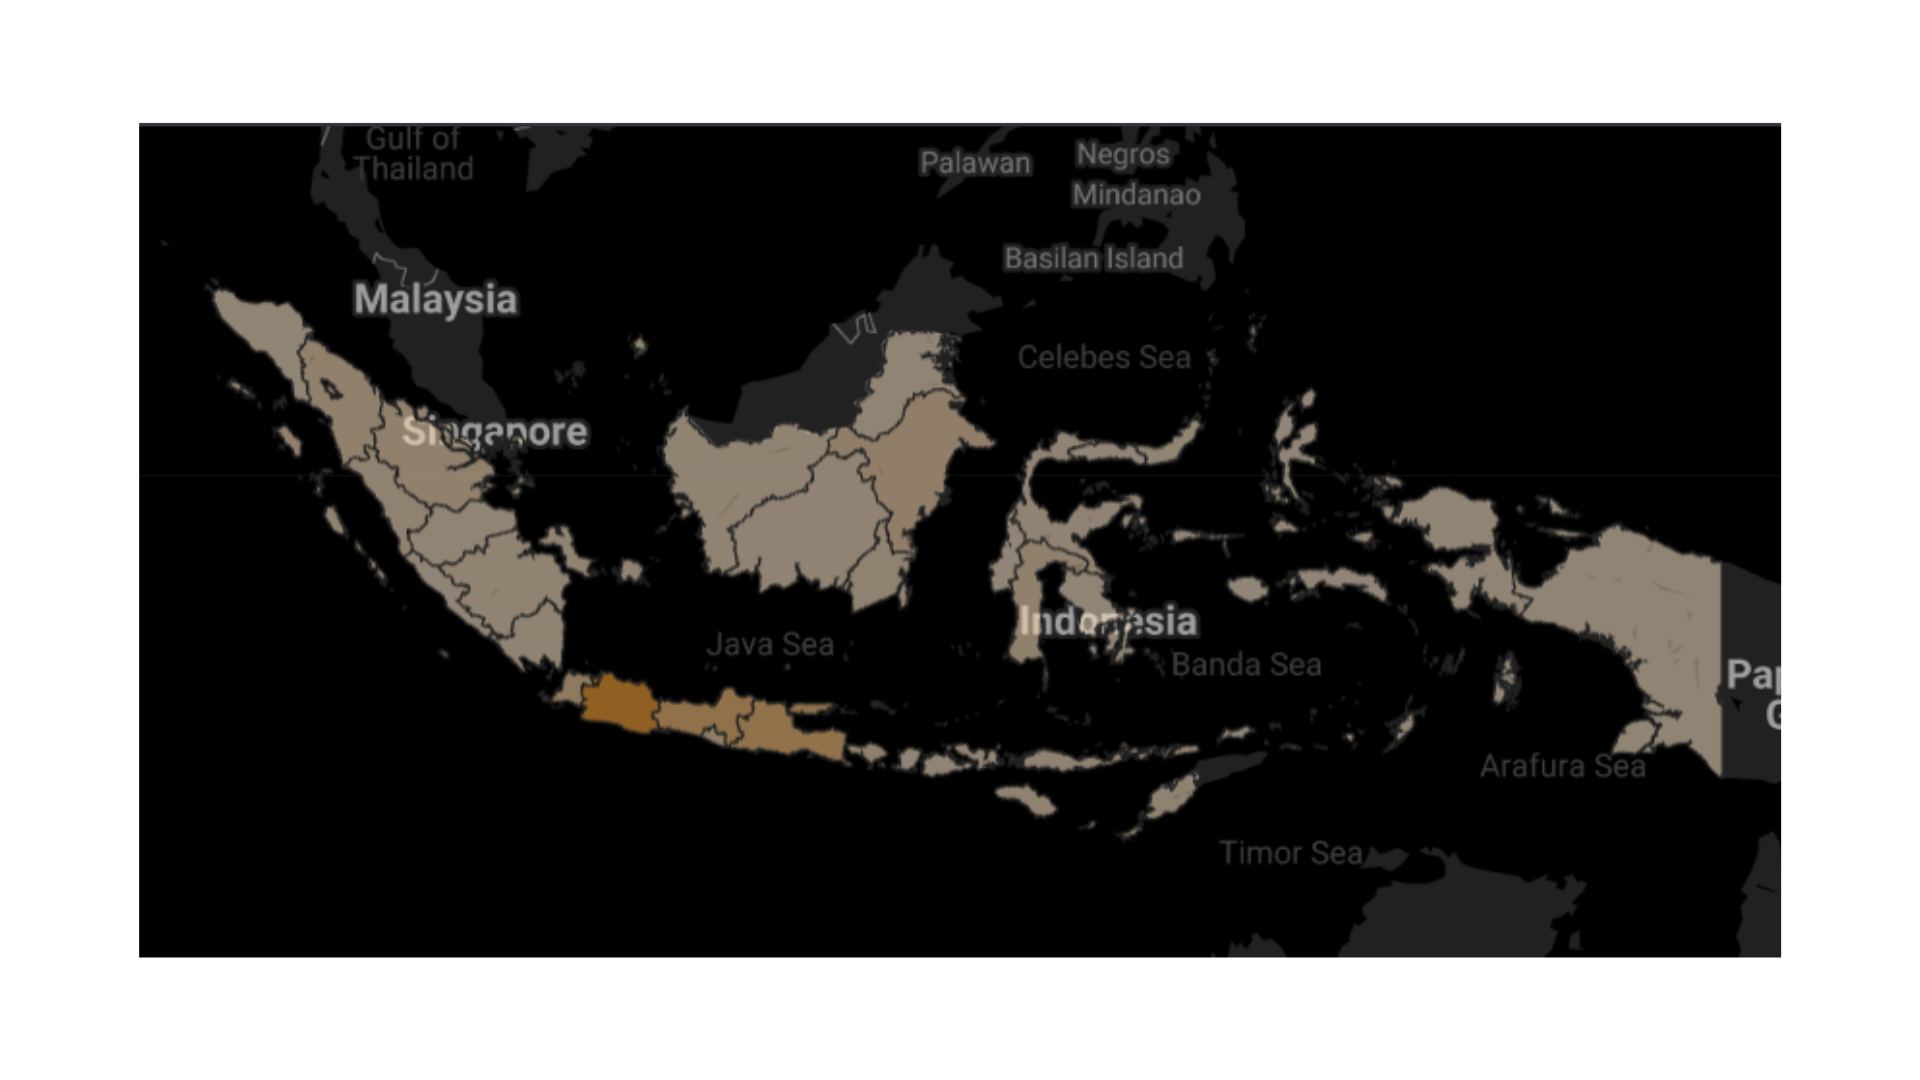 Gulf of
Thailand
Palawan
Negros
Mindanao
Basilan Island
Malaysia
Celebes Sea
Singapore
Indonesia
Java Sea
Banda Sea
Pap
G
Arafura Sea
Timor Sea